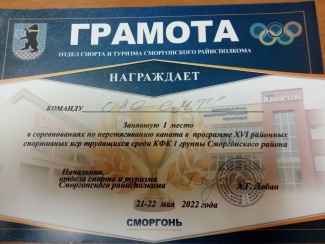 ГРАМОТА
ОТДЕЛ СПОРТА И ТУРИЗМА СМОРГОНСКОГО РАЙИСПОЛКОМА
НАГРАЖДАЕТ
КОМАНДУ ОАО
Занявшую I место
в соревнованиях по перетягиванию каната в программе XVI районных
спортивных игр трудящихся среди КФК I группы Сморгонского района
Начальник
отдела спорта и туризма
Сморгонского райисполкома А.Г. Лобан
21-22 мая 2022 года
СМОРГОНЬ